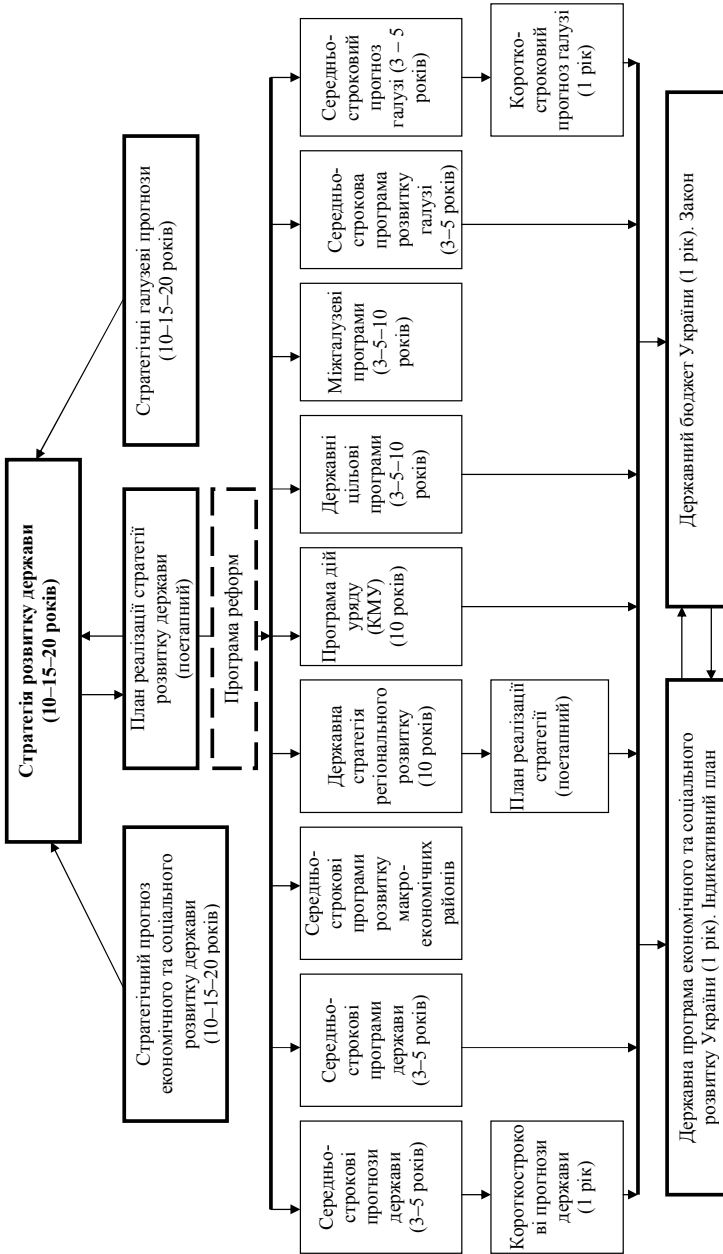 Стратегія розвитку держави
(10–15–20 років)
Стратегічний прогноз
економічного та соціального
розвитку держави
(10–15–20 років)
План реалізації стратегії
розвитку держави
(поетапний)
Стратегічні галузеві прогнози
(10–15–20 років)
Програма реформ
Середньо-
строкові
прогнози
держави
(3–5 років)
Середньо-
строкові
програми
держави
(3–5 років)
Середньо-
строкові
програми
розвитку
макро-
економічних
районів
Державна
стратегія
регіонального
розвитку
(10 років)
Програма дій
уряду
(КМУ)
(10 років)
Державні
цільові
програми
(3–5–10
років)
Міжгалузеві
програми
(3–5–10
років)
Середньо-
строкова
програма
розвитку
галузі
(3–5 років)
Середньо-
строковий
прогноз
галузі (3 – 5
років)
Короткостроко
ві прогнози
держави
(1 рік)
План реалізації
стратегії
(поетапний)
Коротко-
строковий
прогноз галузі
(1 рік)
Державна програма економічного та соціального
розвитку України (1 рік). Індикативний план
Державний бюджет України (1 рік). Закон